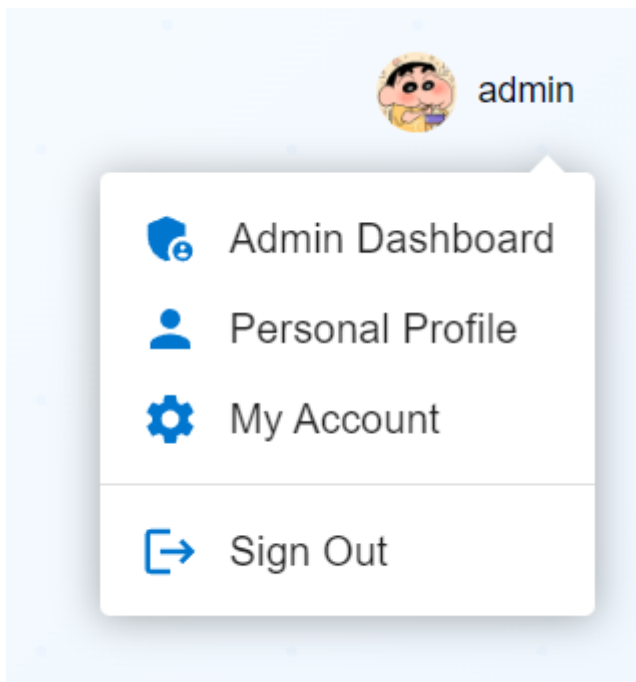 admin
Admin Dashboard
Personal Profile
My Account
Sign Out